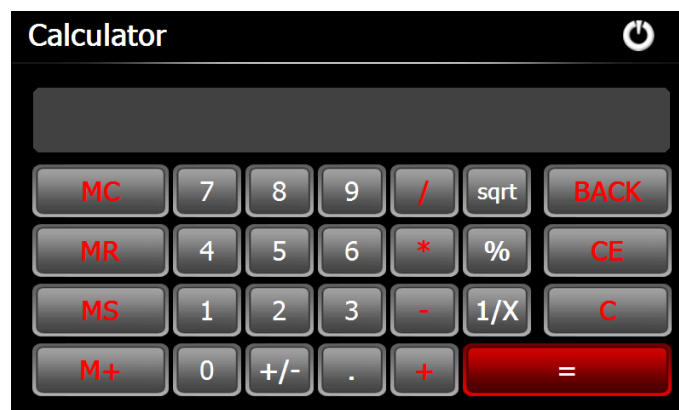 Calculator
MC 7 8 9 / sqrt BACK
MR 4 5 6 * % CE
MS 1 2 3 - 1/X C
M+ 0 +/- . + =